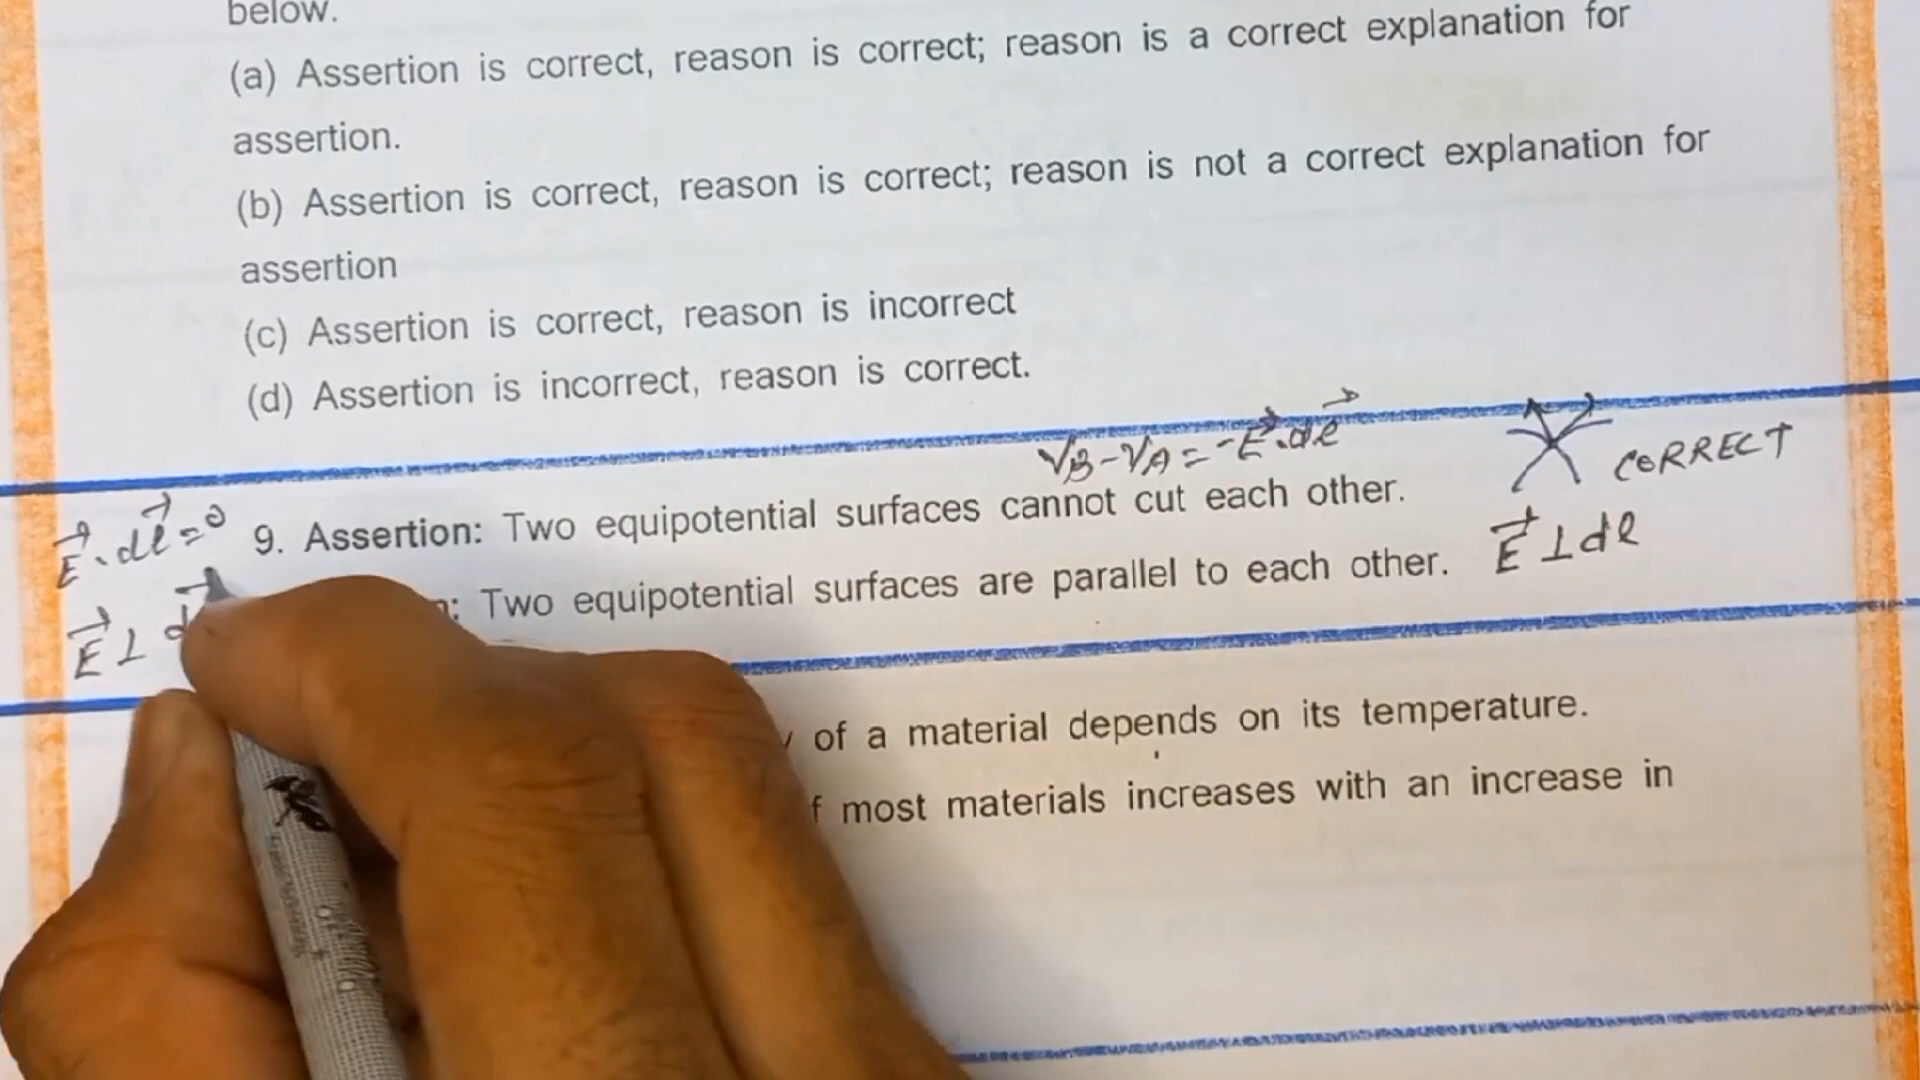 below.
(a) Assertion is correct, reason is correct; reason is a correct explanation for
assertion.
(b) Assertion is correct, reason is correct; reason is not a correct explanation for
assertion
(c) Assertion is correct, reason is incorrect
(d) Assertion is incorrect, reason is correct.
V_B - V_A = -E⃗.dl⃗
CORRECT
E⃗.dl⃗=0
9. Assertion: Two equipotential surfaces cannot cut each other.
E⃗ ⊥ dl
E⃗ ⊥ d
: Two equipotential surfaces are parallel to each other.
of a material depends on its temperature.
most materials increases with an increase in